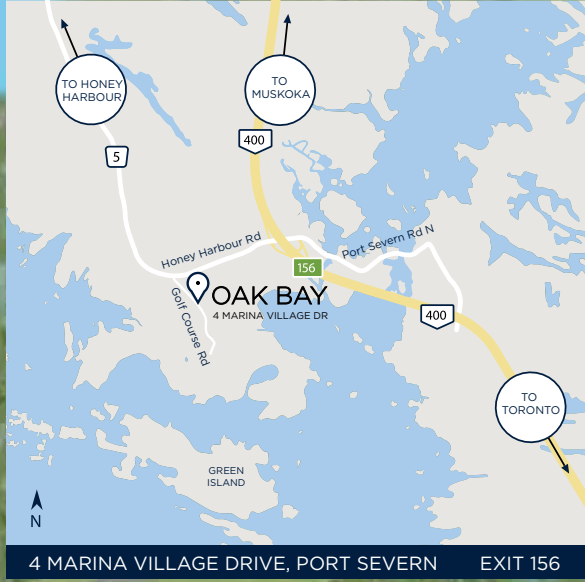 TO HONEY
HARBOUR
TO
MUSKOKA
400
5
Honey Harbour Rd
Port Severn Rd N
156
OAK BAY
4 MARINA VILLAGE DR
Golf Course Rd
400
TO
TORONTO
GREEN
ISLAND
N
4 MARINA VILLAGE DRIVE, PORT SEVERN EXIT 156